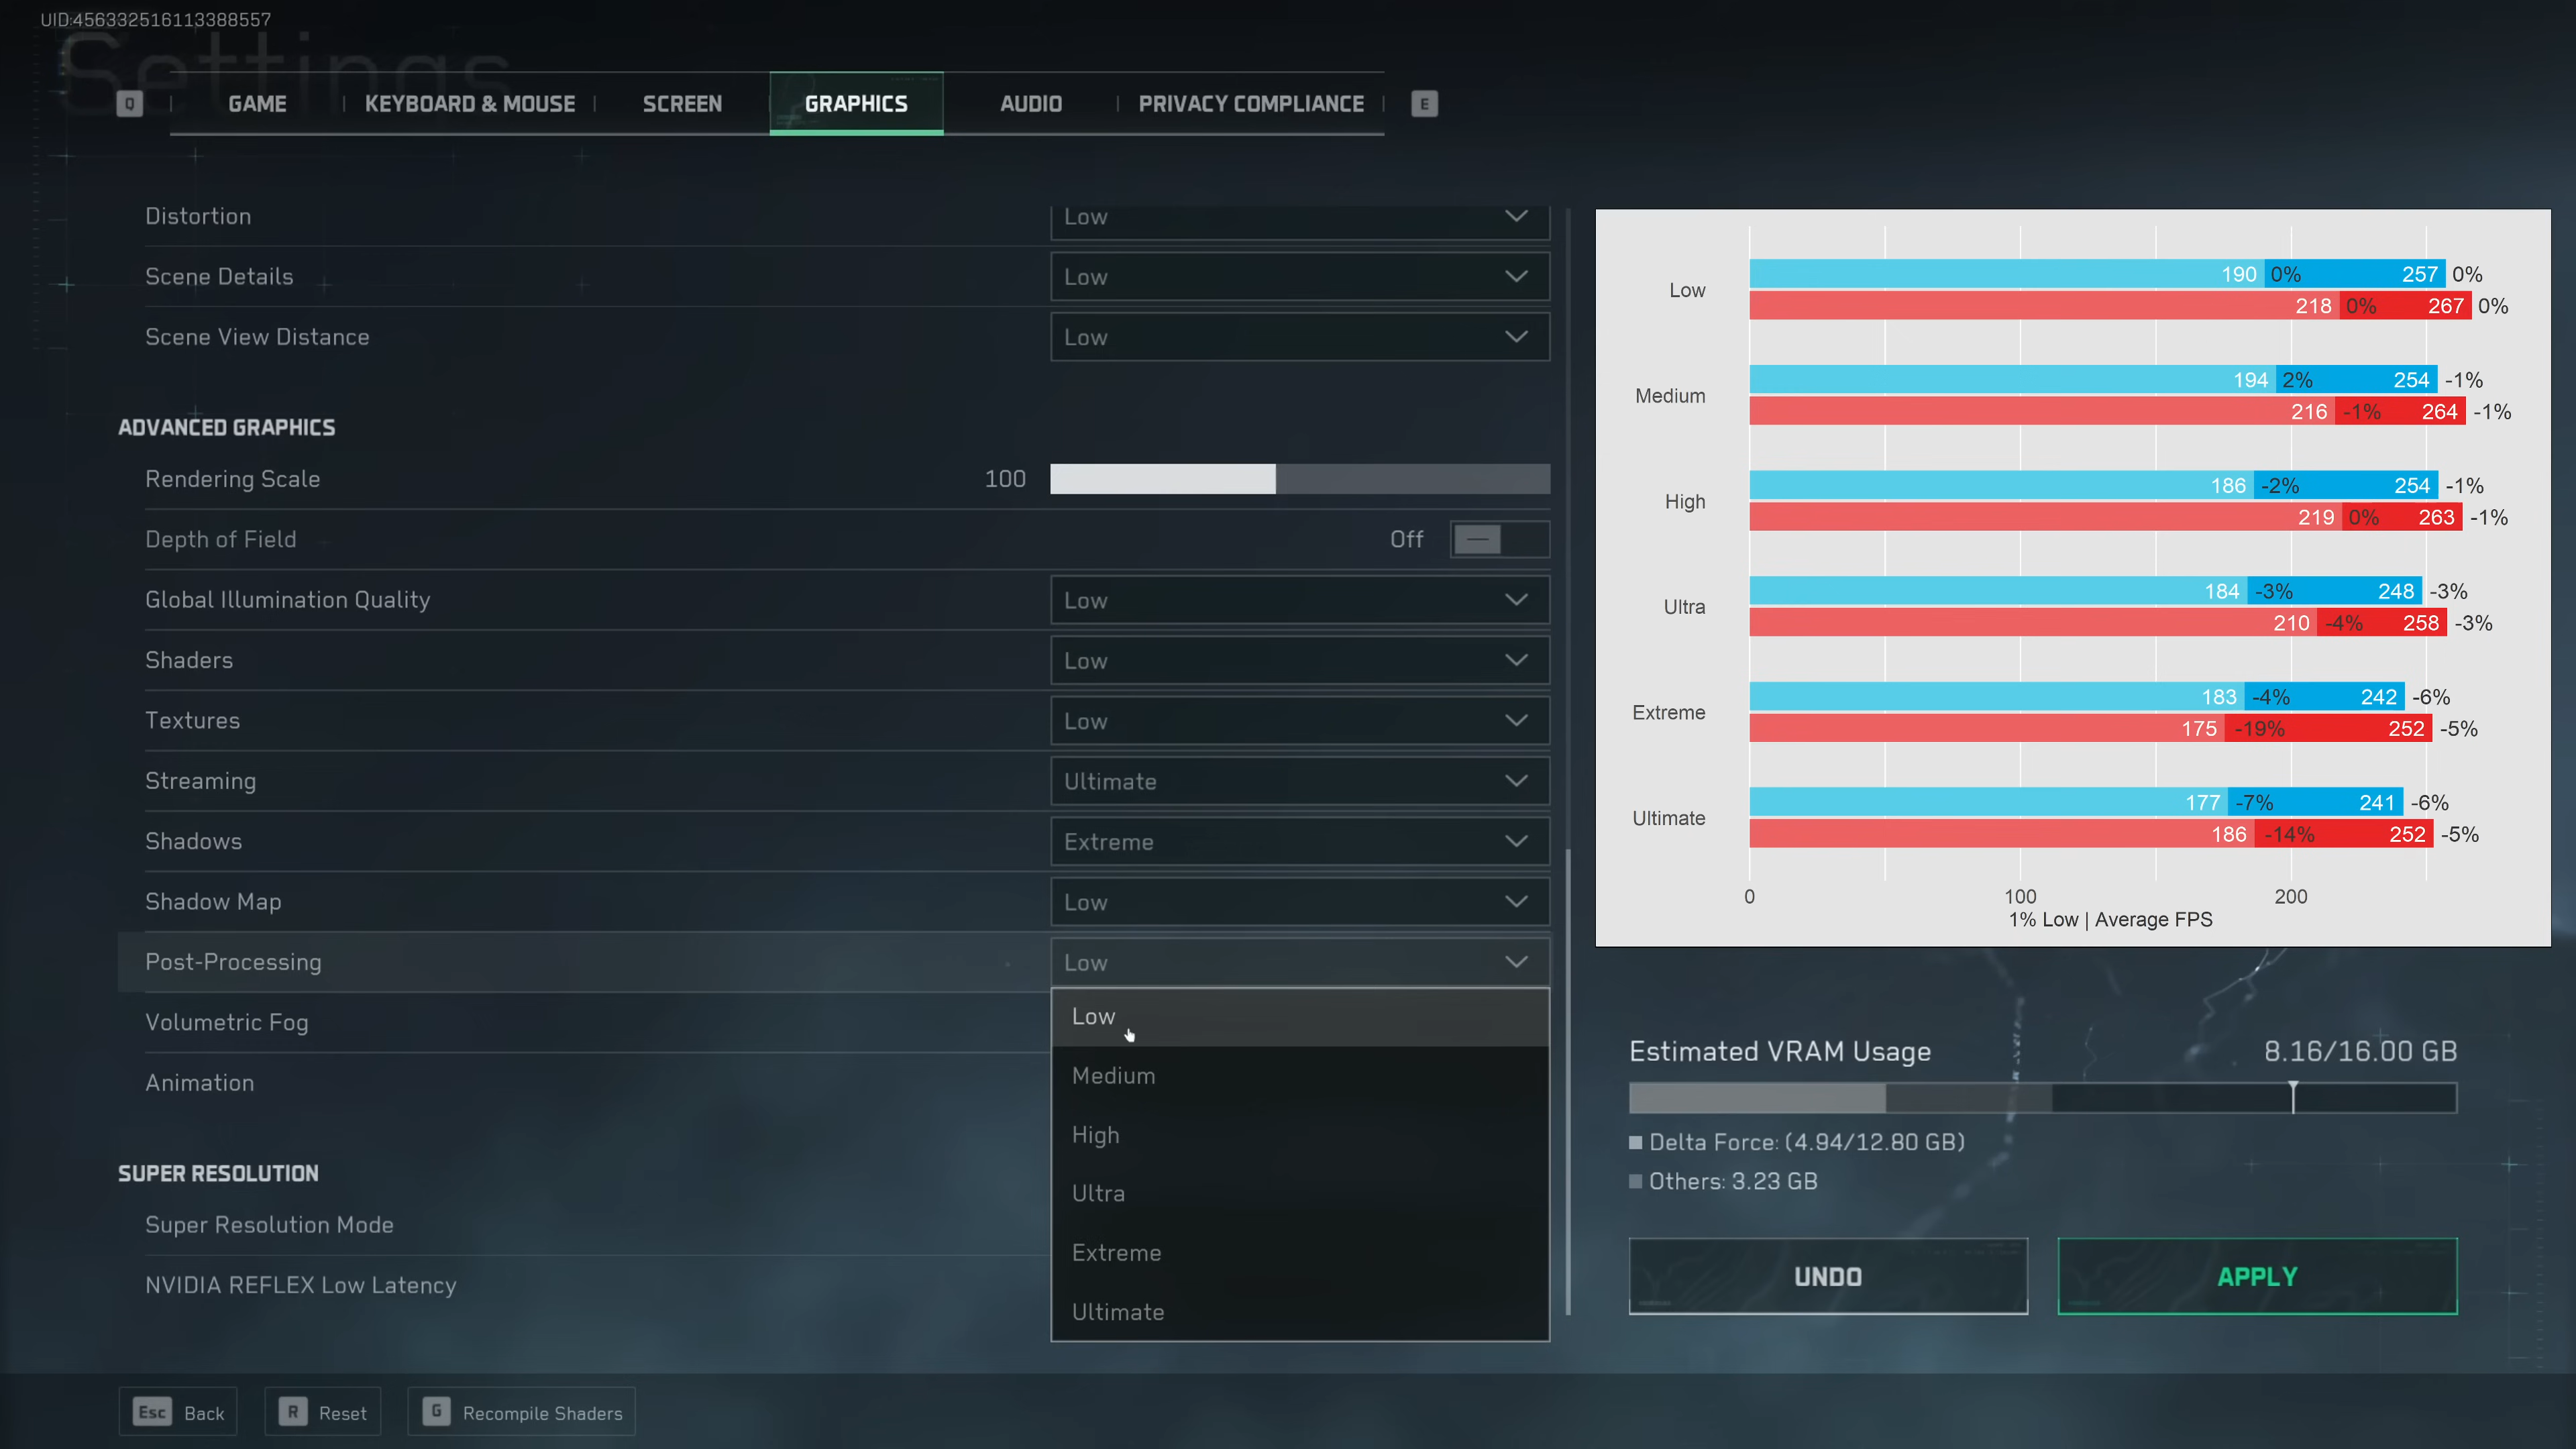 UID:456332516113388557
Settings
Q GAME KEYBOARD & MOUSE SCREEN GRAPHICS AUDIO PRIVACY COMPLIANCE E
Distortion Low
Scene Details Low
Scene View Distance Low
ADVANCED GRAPHICS
Rendering Scale 100
Depth of Field Off
Global Illumination Quality Low
Shaders Low
Textures Low
Streaming Ultimate
Shadows Extreme
Shadow Map Low
Post-Processing Low
Low
Medium
High
Ultra
Extreme
Ultimate
Volumetric Fog
Animation
SUPER RESOLUTION
Super Resolution Mode
NVIDIA REFLEX Low Latency
Low
190 0% 257 0%
218 0% 267 0%
Medium
194 2% 254 -1%
216 -1% 264 -1%
High
186 -2% 254 -1%
219 0% 263 -1%
Ultra
184 -3% 248 -3%
210 -4% 258 -3%
Extreme
183 -4% 242 -6%
175 -19% 252 -5%
Ultimate
177 -7% 241 -6%
186 -14% 252 -5%
0 100 200
1% Low | Average FPS
Estimated VRAM Usage 8.16/16.00 GB
Delta Force: (4.94/12.80 GB)
Others: 3.23 GB
UNDO APPLY
Esc Back R Reset G Recompile Shaders